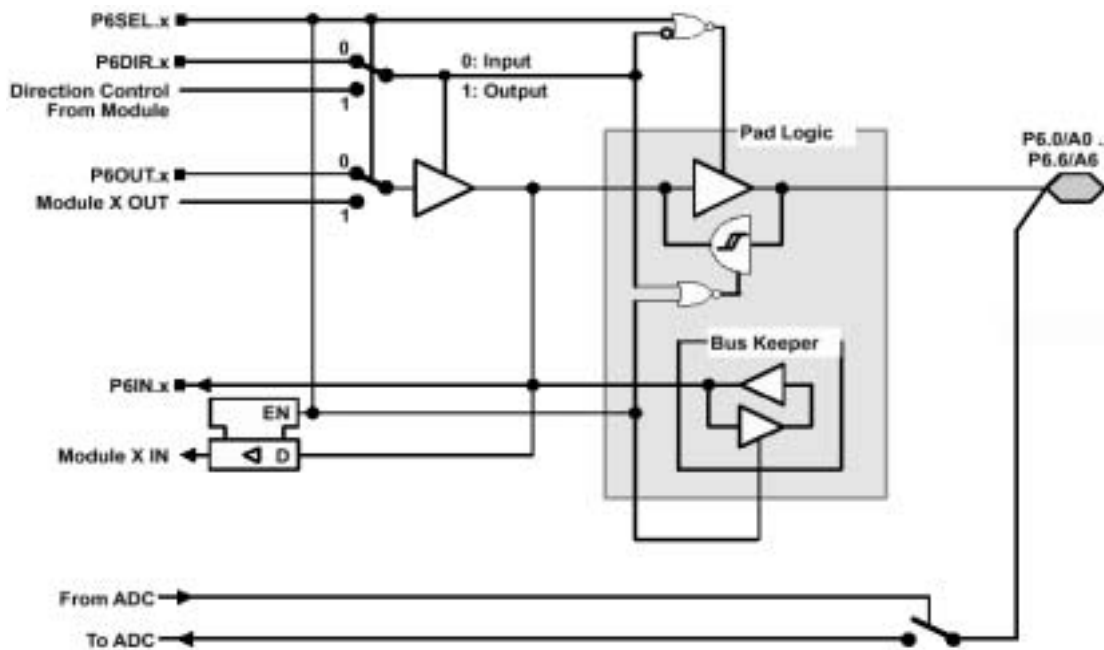 P6SEL.x
P6DIR.x
0
0: Input
Direction Control
From Module
1
1: Output
Pad Logic
P6.0/A0 ..
P6.6/A6
P6OUT.x
0
Module X OUT
1
Bus Keeper
P6IN.x
EN
Module X IN
D
From ADC
To ADC